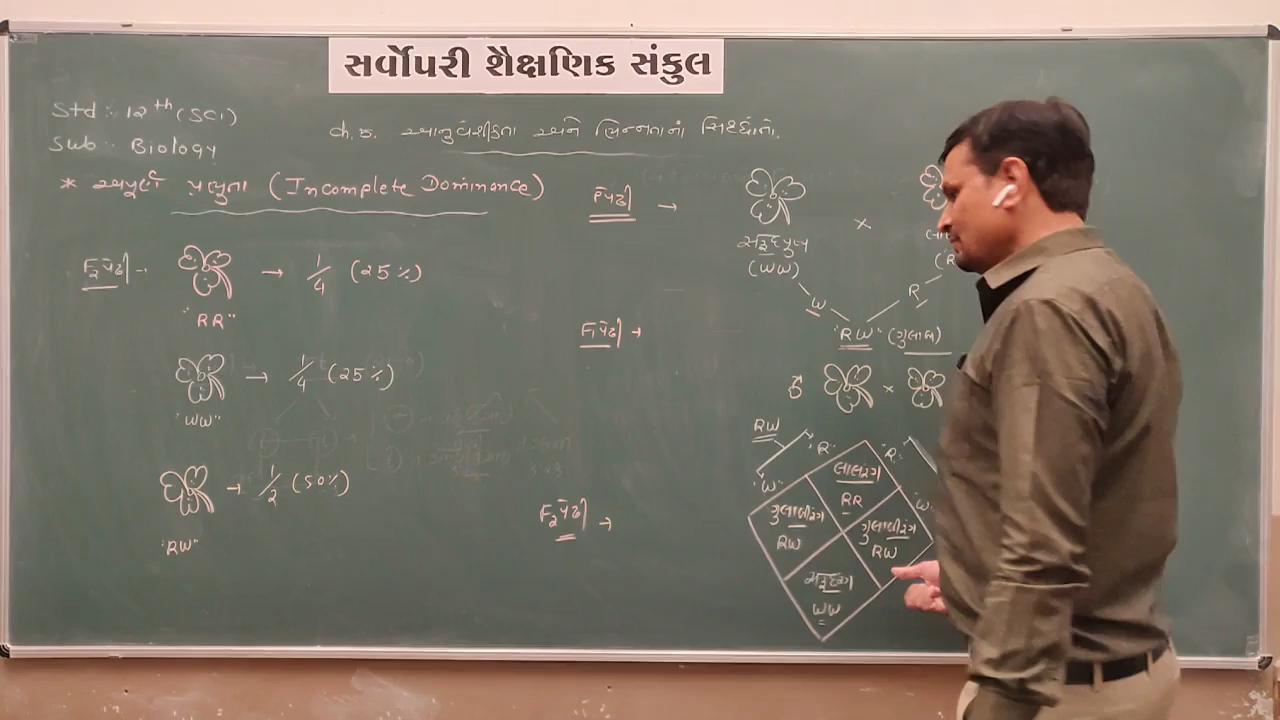 સર્વોપરી શૈક્ષણિક સંકુલ
Std : 12th (SCI)
Sub : Biology
ch. 5. આનુવંશીકતા અને ભિન્નતાનાં સિદ્ધાંતો.
* અપૂર્ણ પ્રભુતા (Incomplete Dominance)
F2 પેઢી →
→ 1/4 (25%)
"RR"
→ 1/4 (25%)
"WW"
→ 1/2 (50%)
"RW"
P પેઢી →
×
સફેદ પુષ્પ
(WW)
(R
W
R
F1 પેઢી →
"RW" (ગુલાબી)
♂ ×
RW
"R" "R"
"W" "W"
F2 પેઢી →
લાલરંગ
RR
ગુલાબીરંગ
RW
ગુલાબીરંગ
RW
સફેદરંગ
WW